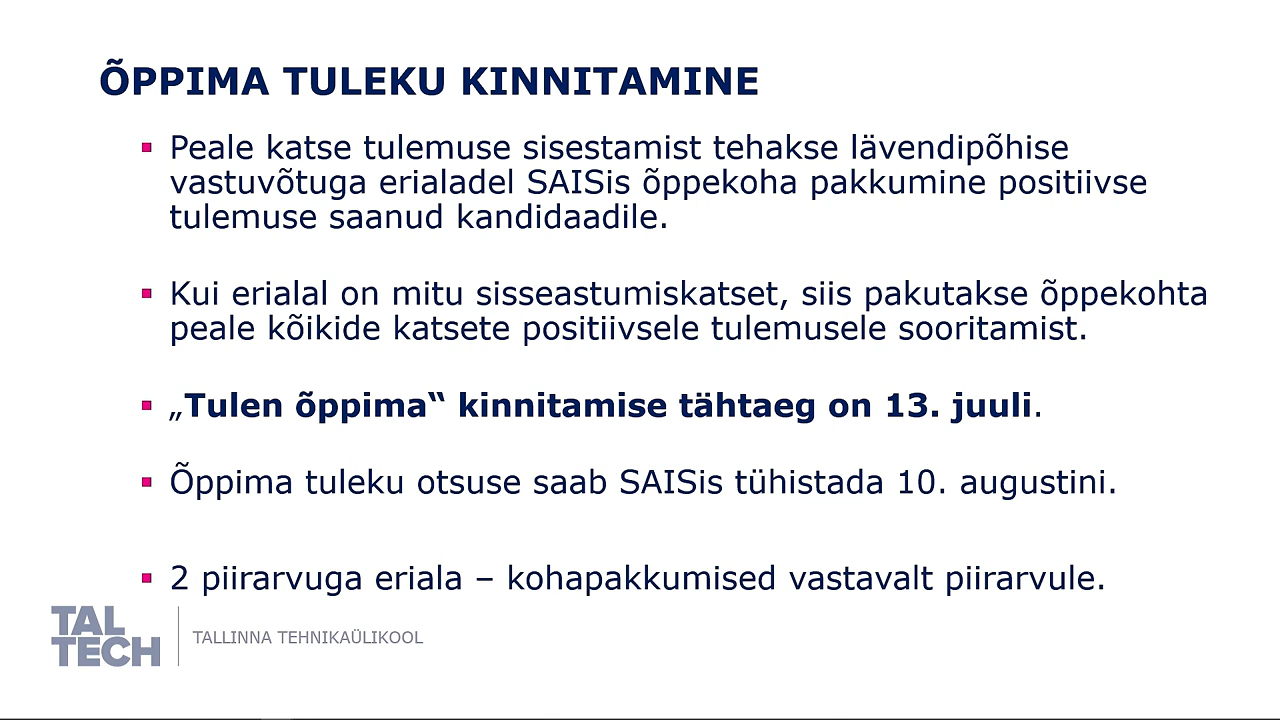 ÕPPIMA TULEKU KINNITAMINE
▪ Peale katse tulemuse sisestamist tehakse lävendipõhise
vastuvõtuga erialadel SAISis õppekoha pakkumine positiivse
tulemuse saanud kandidaadile.
▪ Kui erialal on mitu sisseastumiskatset, siis pakutakse õppekohta
peale kõikide katsete positiivsele tulemusele sooritamist.
▪ „Tulen õppima“ kinnitamise tähtaeg on 13. juuli.
▪ Õppima tuleku otsuse saab SAISis tühistada 10. augustini.
▪ 2 piirarvuga eriala – kohapakkumised vastavalt piirarvule.
TAL
TECH
TALLINNA TEHNIKAÜLIKOOL